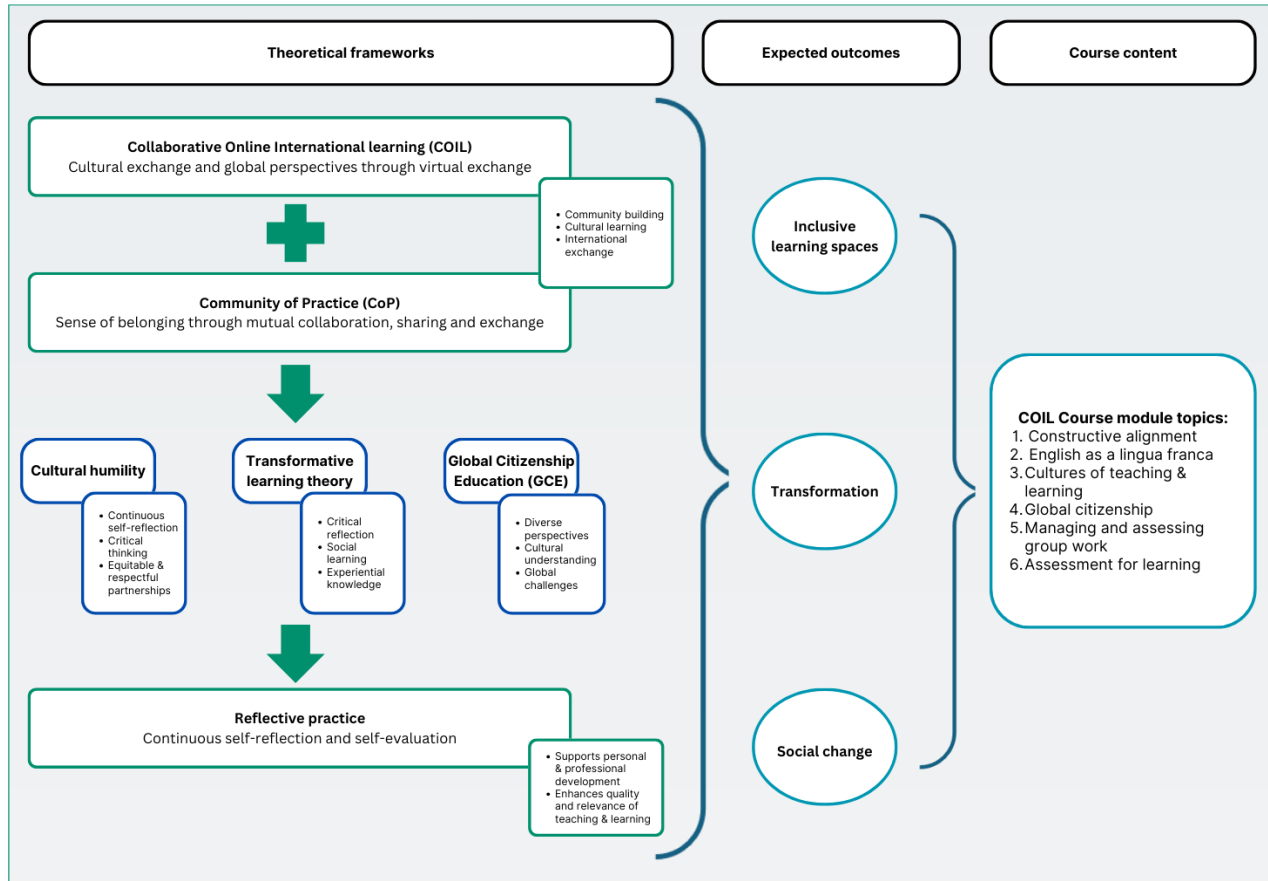 Theoretical frameworks
Expected outcomes
Course content
Collaborative Online International learning (COIL)
Cultural exchange and global perspectives through virtual exchange
• Community building
• Cultural learning
• International
exchange
Community of Practice (CoP)
Sense of belonging through mutual collaboration, sharing and exchange
Cultural humility
• Continuous
self-reflection
• Critical
thinking
• Equitable &
respectful
partnerships
Transformative
learning theory
• Critical
reflection
• Social
learning
• Experiential
knowledge
Global Citizenship
Education (GCE)
• Diverse
perspectives
• Cultural
understanding
• Global
challenges
Reflective practice
Continuous self-reflection and self-evaluation
• Supports personal
& professional
development
• Enhances quality
and relevance of
teaching & learning
Inclusive
learning spaces
Transformation
Social change
COIL Course module topics:
1. Constructive alignment
2. English as a lingua franca
3. Cultures of teaching &
learning
4. Global citizenship
5. Managing and assessing
group work
6. Assessment for learning